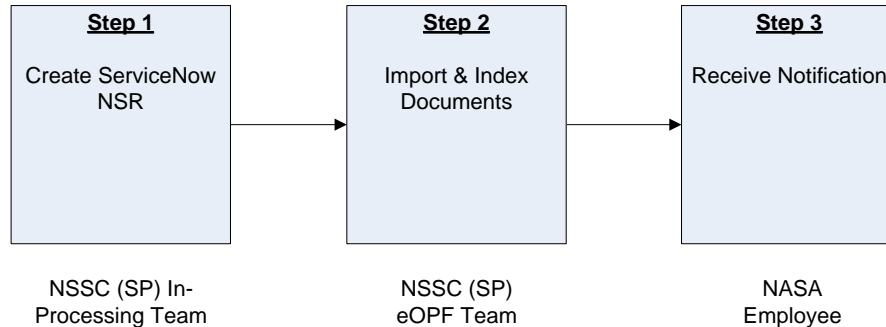 Step 1
Create ServiceNow
NSR
Step 2
Import & Index
Documents
Step 3
Receive Notification
NSSC (SP) In-
Processing Team
NSSC (SP)
eOPF Team
NASA
Employee